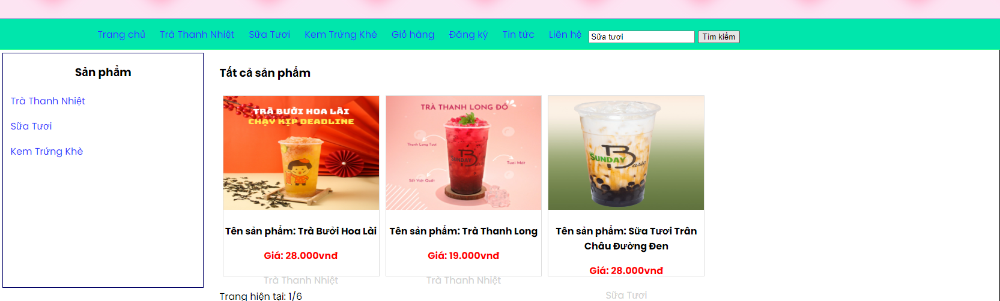 Trang chủ Trà Thanh Nhiệt Sữa Tươi Kem Trứng Khè Giỏ hàng Đăng ký Tin tức Liên hệ Sữa tươi Tìm kiếm
Sản phẩm
Trà Thanh Nhiệt
Sữa Tươi
Kem Trứng Khè
Tất cả sản phẩm
TRÀ BƯỞI HOA LÀI
CHẠY KỊP DEADLINE
Tên sản phẩm: Trà Bưởi Hoa Lài
Giá: 28.000vnđ
Trà Thanh Nhiệt
TRÀ THANH LONG ĐỎ
Thanh Long Tươi
SUNDAY
Tươi Mát
Sốt Việt Quất
Tên sản phẩm: Trà Thanh Long
Giá: 19.000vnđ
Trà Thanh Nhiệt
SUNDAY Basic
Tên sản phẩm: Sữa Tươi Trân
Châu Đường Đen
Giá: 28.000vnđ
Sữa Tươi
Trang hiện tại: 1/6